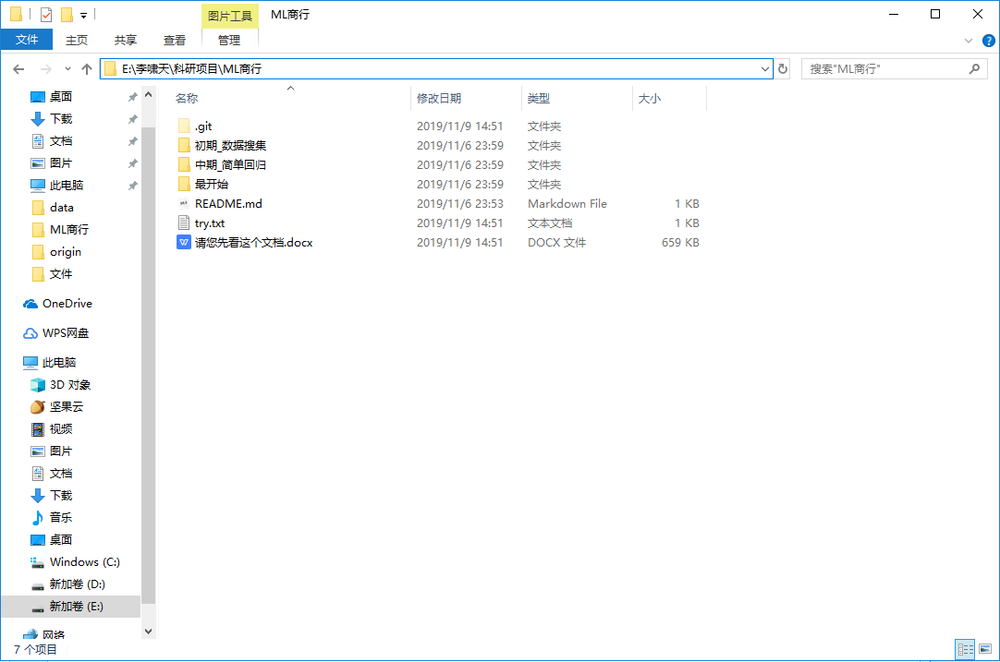 图片工具 ML商行
文件 主页 共享 查看 管理
E:\李啸天\科研项目\ML商行 搜索"ML商行"
桌面
下载
文档
图片
此电脑
data
ML商行
origin
文件
OneDrive
WPS网盘
此电脑
3D 对象
坚果云
视频
图片
文档
下载
音乐
桌面
Windows (C:)
新加卷 (D:)
新加卷 (E:)
网络
名称 修改日期 类型 大小
.git 2019/11/9 14:51 文件夹
初期_数据搜集 2019/11/6 23:59 文件夹
中期_简单回归 2019/11/6 23:59 文件夹
最开始 2019/11/6 23:59 文件夹
README.md 2019/11/6 23:53 Markdown File 1 KB
try.txt 2019/11/9 14:51 文本文档 1 KB
请您先看这个文档.docx 2019/11/9 14:51 DOCX 文件 659 KB
7 个项目